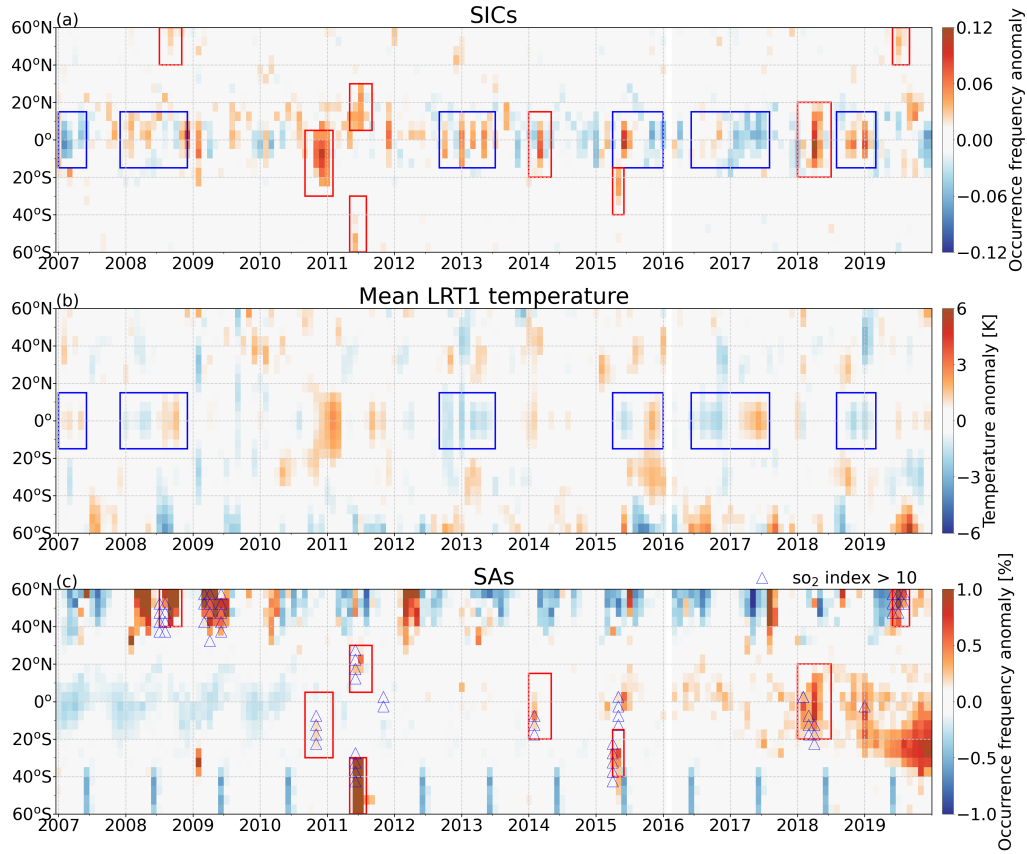 (a)
SICs
60°N
40°N
20°N
0°
20°S
40°S
60°S
2007 2008 2009 2010 2011 2012 2013 2014 2015 2016 2017 2018 2019
0.12
0.06
0.00
−0.06
−0.12
Occurrence frequency anomaly
(b)
Mean LRT1 temperature
60°N
40°N
20°N
0°
20°S
40°S
60°S
2007 2008 2009 2010 2011 2012 2013 2014 2015 2016 2017 2018 2019
6
3
0
−3
−6
Temperature anomaly [K]
(c)
SAs
so₂ index > 10
60°N
40°N
20°N
0°
20°S
40°S
60°S
2007 2008 2009 2010 2011 2012 2013 2014 2015 2016 2017 2018 2019
1.0
0.5
0.0
−0.5
−1.0
Occurrence frequency anomaly [%]